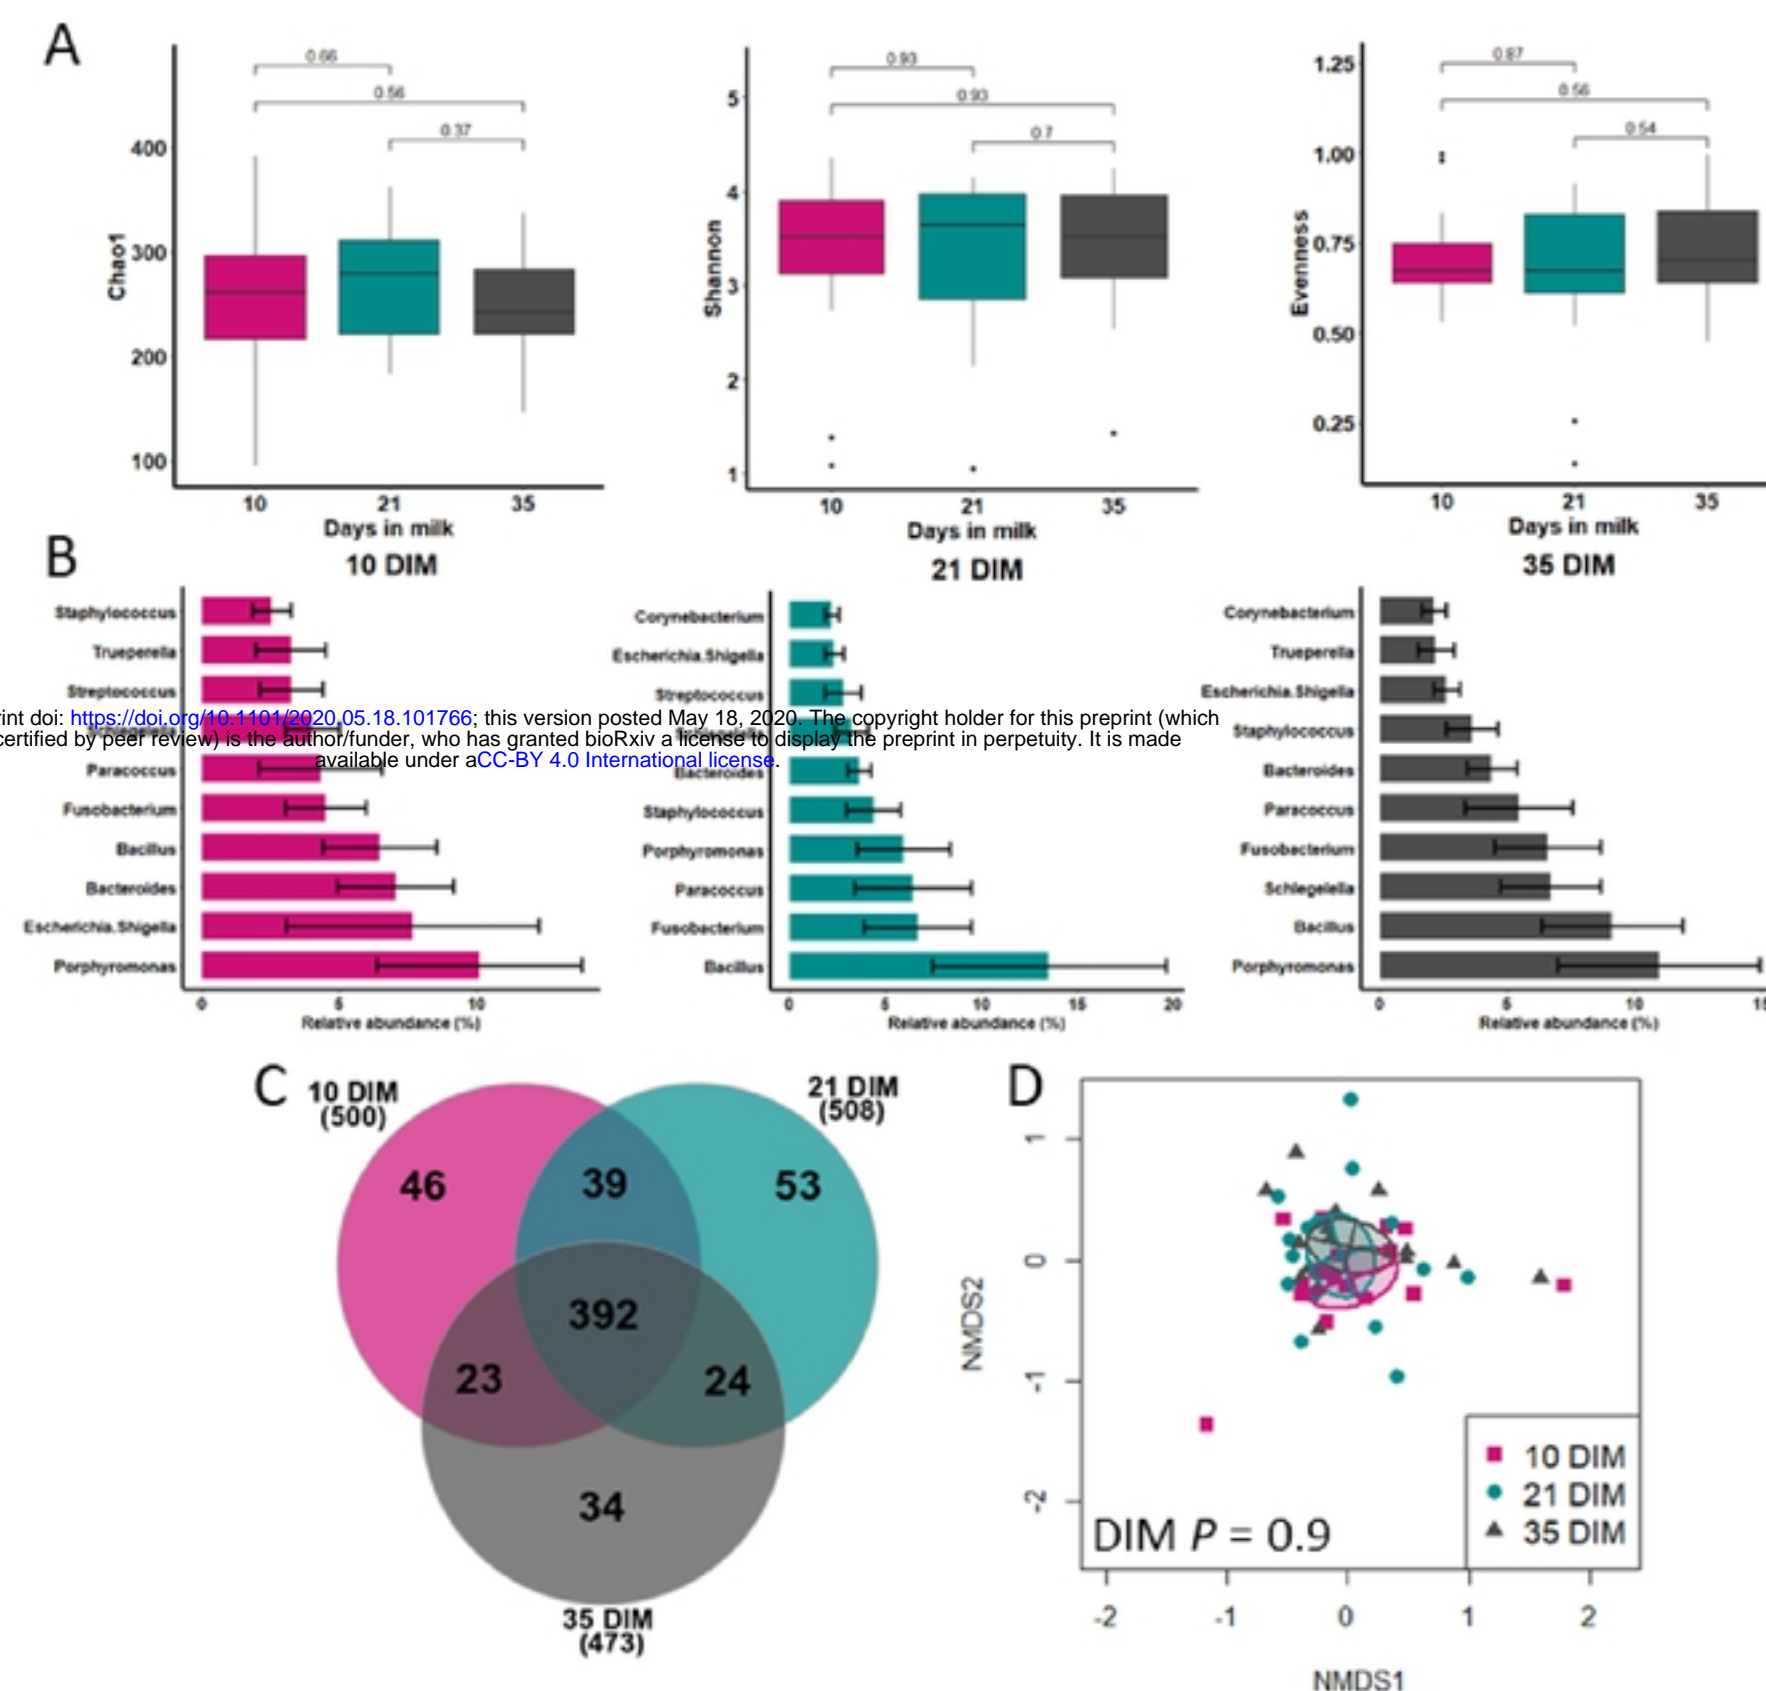 A
0.66
0.56
0.37
400
300
200
100
Chao1
10 21 35
Days in milk
0.93
0.93
0.7
5
4
3
2
1
Shannon
10 21 35
Days in milk
0.87
0.56
0.54
1.25
1.00
0.75
0.50
0.25
Evenness
10 21 35
Days in milk
B
10 DIM
Staphylococcus
Trueperella
Streptococcus
Schlegelella
Paracoccus
Fusobacterium
Bacillus
Bacteroides
Escherichia.Shigella
Porphyromonas
0 5 10
Relative abundance (%)
21 DIM
Corynebacterium
Escherichia.Shigella
Streptococcus
Schlegelella
Bacteroides
Staphylococcus
Porphyromonas
Paracoccus
Fusobacterium
Bacillus
0 5 10 15 20
Relative abundance (%)
35 DIM
Corynebacterium
Trueperella
Escherichia.Shigella
Staphylococcus
Bacteroides
Paracoccus
Fusobacterium
Schlegelella
Bacillus
Porphyromonas
0 5 10 15
Relative abundance (%)
rint doi: https://doi.org/10.1101/2020.05.18.101766; this version posted May 18, 2020. The copyright holder for this preprint (which
certified by peer review) is the author/funder, who has granted bioRxiv a license to display the preprint in perpetuity. It is made
available under aCC-BY 4.0 International license.
C
10 DIM
(500)
21 DIM
(508)
46
39
53
392
23
24
34
35 DIM
(473)
D
1
0
-1
-2
NMDS2
10 DIM
21 DIM
35 DIM
DIM P = 0.9
-2 -1 0 1 2
NMDS1